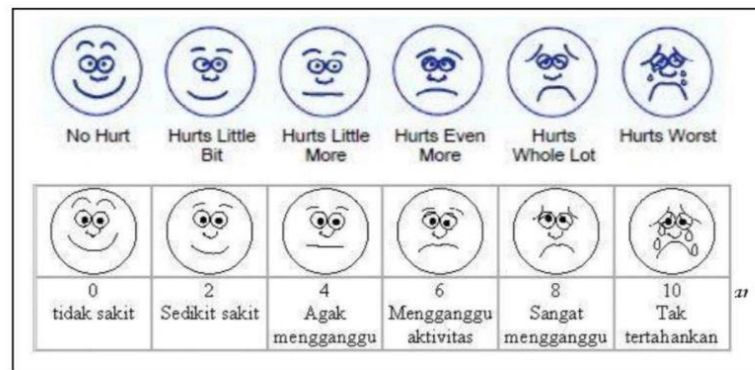 No Hurt
Hurts Little Bit
Hurts Little More
Hurts Even More
Hurts Whole Lot
Hurts Worst
0
tidak sakit
2
Sedikit sakit
4
Agak
mengganggu
6
Mengganggu
aktivitas
8
Sangat
mengganggu
10
Tak
tertahankan